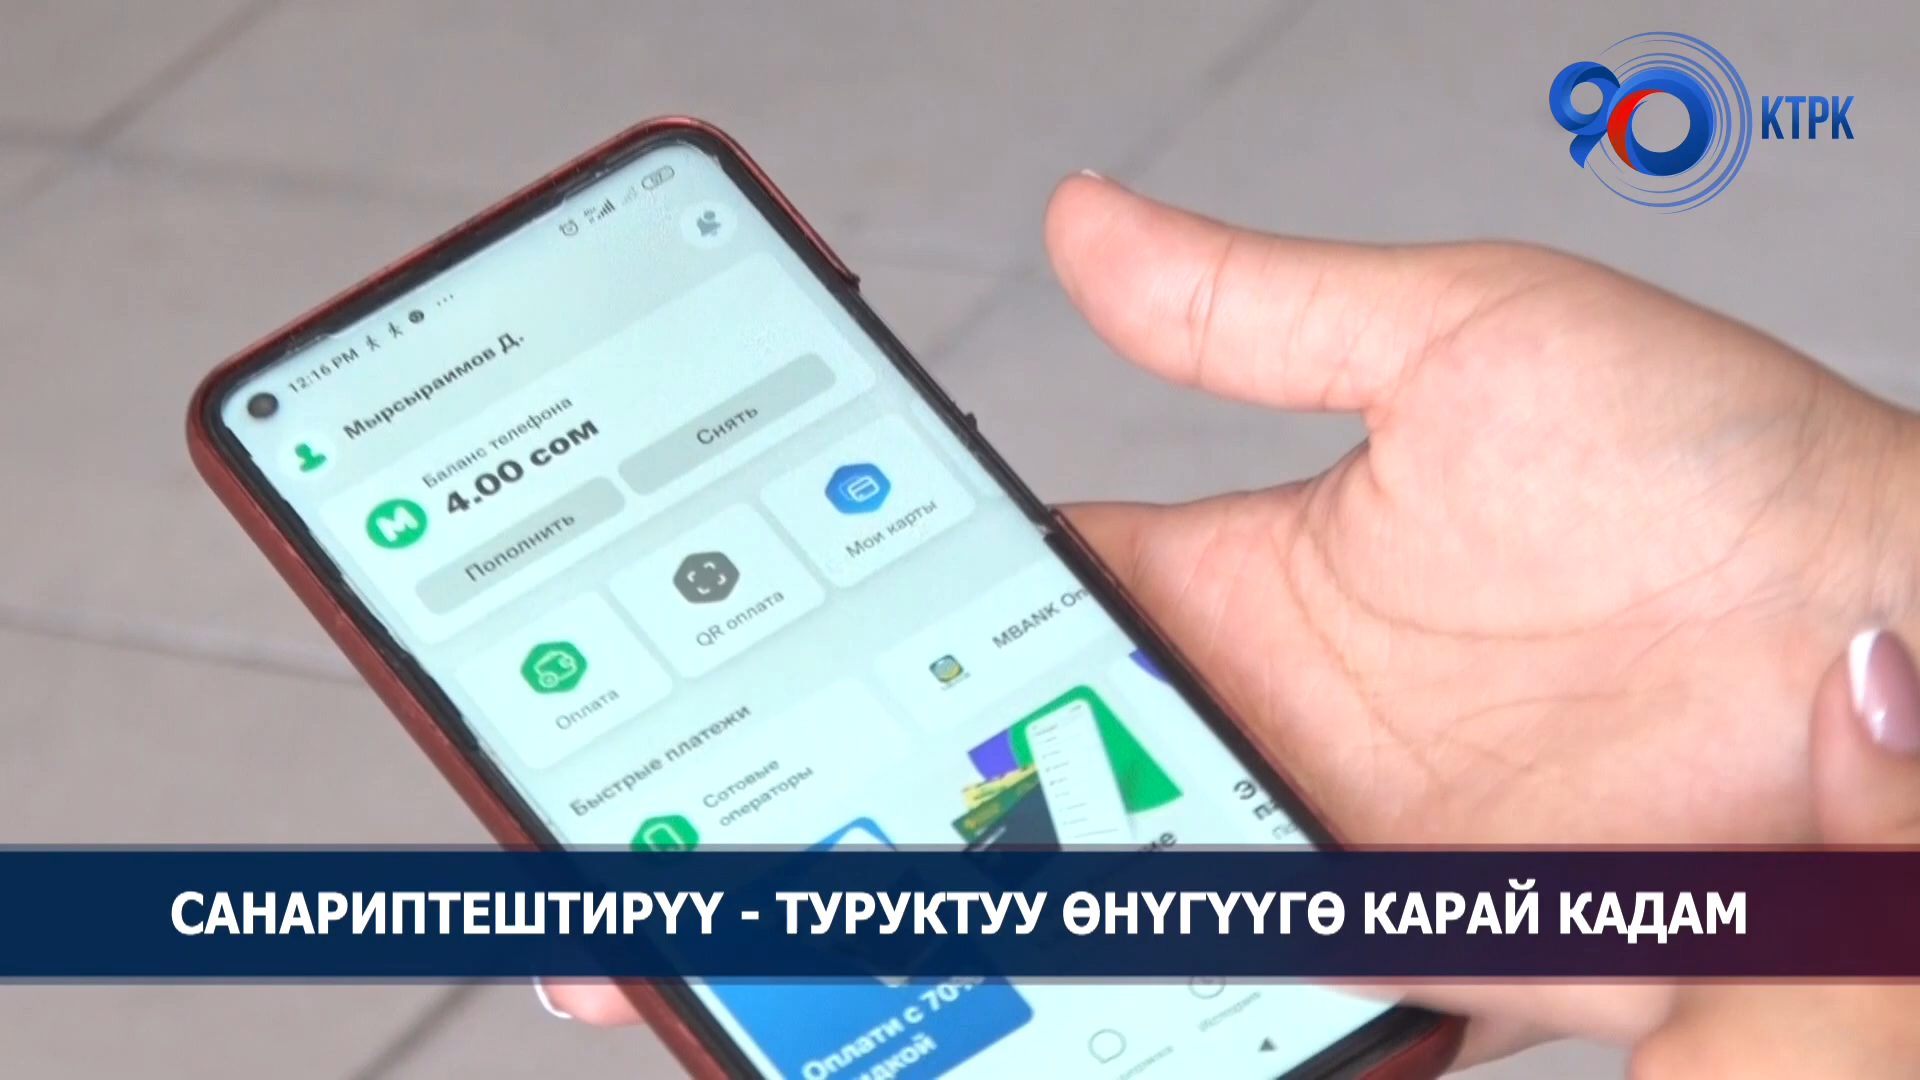 90 КТРК
12:16 PM
Мырсыраимов Д.
Баланс телефона
4.00 сом
Пополнить
Снять
Оплата
QR оплата
Мои карты
Быстрые платежи
Сотовые
операторы
MBANK
САНАРИПТЕШТИРҮҮ - ТУРУКТУУ ӨНҮГҮҮГӨ КАРАЙ КАДАМ
Оплати с 70%